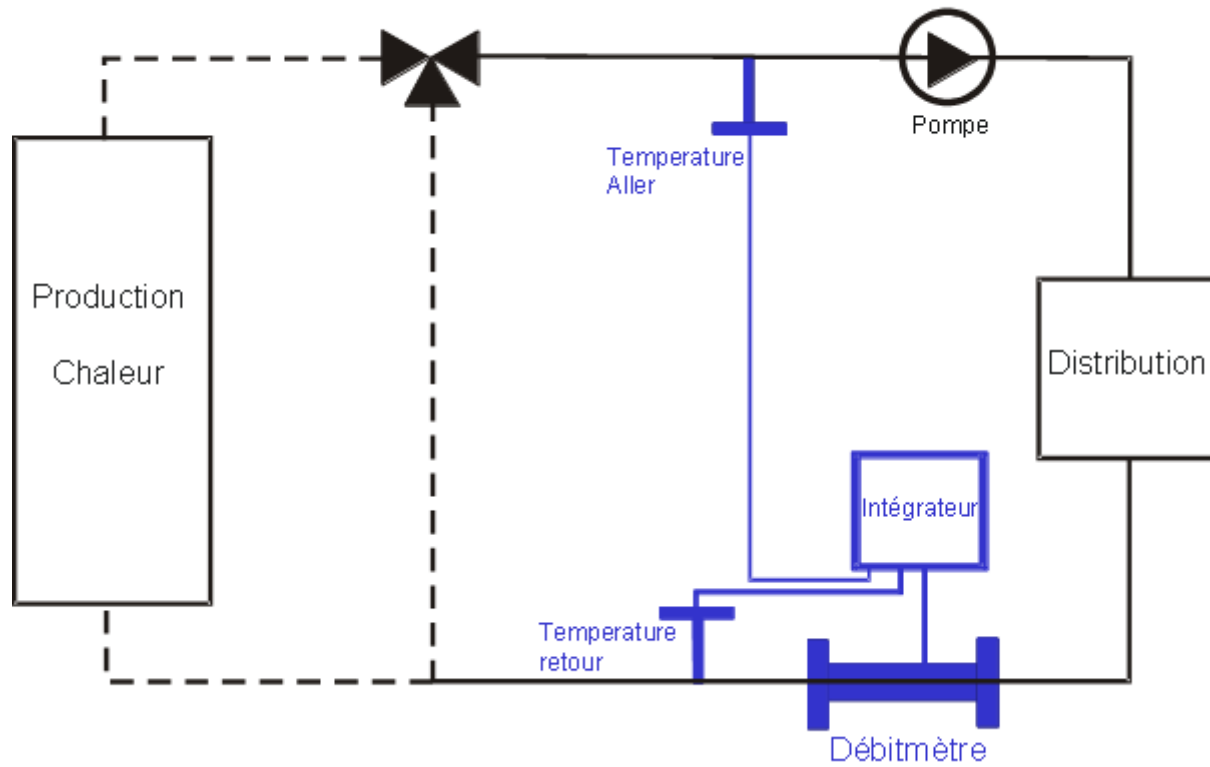 Pompe
Temperature
Aller
Production
Chaleur
Distribution
Intégrateur
Temperature
retour
Débitmètre